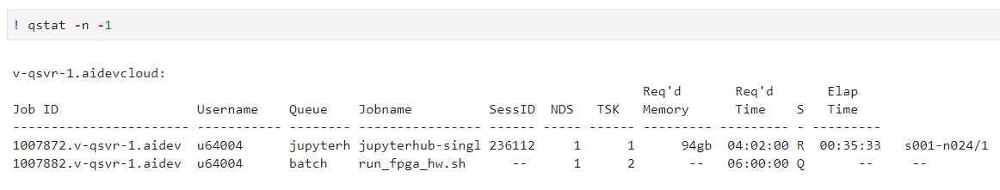 ! qstat -n -1
v-qsvr-1.aidevcloud:
Req'd Req'd Elap
Job ID Username Queue Jobname SessID NDS TSK Memory Time S Time
----------------------- ----------- -------- ---------------- ------ ----- ------ --------- --------- - ---------
1007872.v-qsvr-1.aidev u64004 jupyterh jupyterhub-singl 236112 1 1 94gb 04:02:00 R 00:35:33 s001-n024/1
1007882.v-qsvr-1.aidev u64004 batch run_fpga_hw.sh -- 1 2 -- 06:00:00 Q -- --